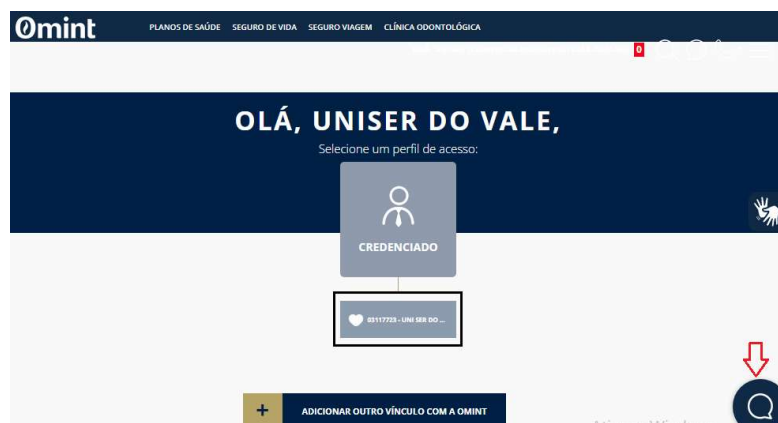 Omint
PLANOS DE SAÚDE SEGURO DE VIDA SEGURO VIAGEM CLÍNICA ODONTOLÓGICA
0
OLÁ, UNISER DO VALE,
Selecione um perfil de acesso:
CREDENCIADO
03117723 - UNI SER DO ...
+ ADICIONAR OUTRO VÍNCULO COM A OMINT